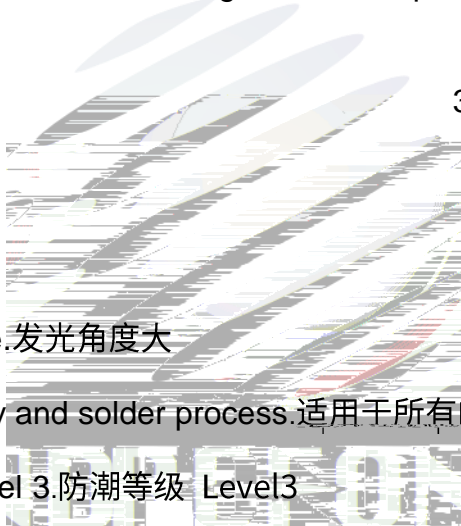 .发光角度大
and solder process.适用于所有
el 3.防潮等级 Level3